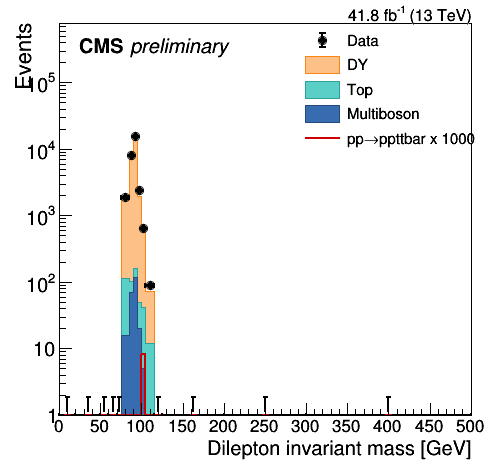 41.8 fb⁻¹ (13 TeV)
CMS preliminary
Data
DY
Top
Multiboson
pp→ppttbar x 1000
Events
10⁵
10⁴
10³
10²
10
1
0 50 100 150 200 250 300 350 400 450 500
Dilepton invariant mass [GeV]